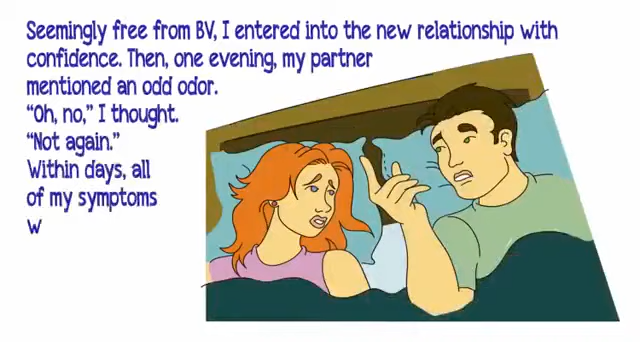 Seemingly free from BV, I entered into the new relationship with
confidence. Then, one evening, my partner
mentioned an odd odor.
“Oh, no,” I thought.
“Not again.”
Within days, all
of my symptoms
w